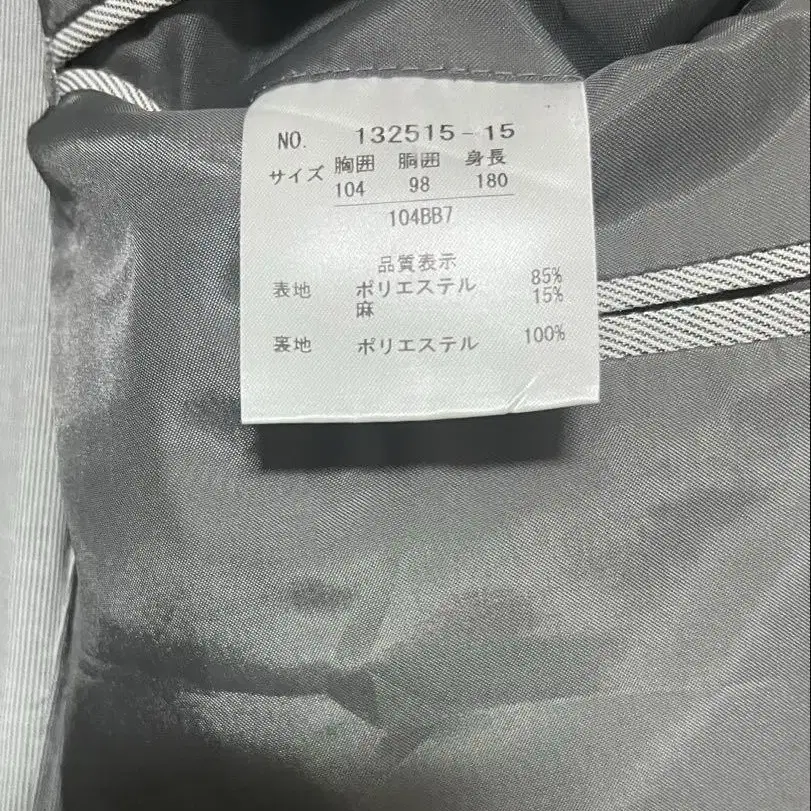 NO. 132515-15
サイズ 胸囲 胴囲 身長
104 98 180
104BB7
品質表示
表地 ポリエステル 85%
麻 15%
裏地 ポリエステル 100%